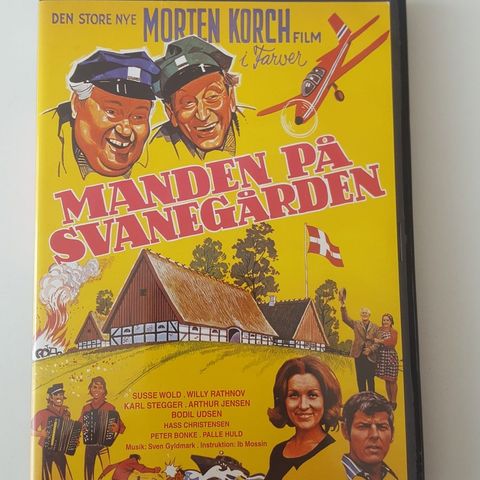 DEN STORE NYE MORTEN KORCH FILM
i Farver
MANDEN PÅ
SVANEGÅRDEN
SUSSE WOLD . WILLY RATHNOV
KARL STEGGER . ARTHUR JENSEN
BODIL UDSEN
HASS CHRISTENSEN
PETER BONKE . PALLE HULD
Musik: Sven Gyldmark . Instruktion: Ib Mossin